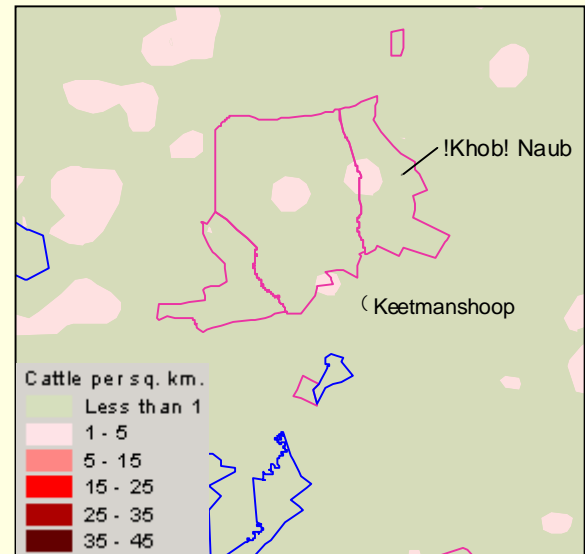 !Khob! Naub
( Keetmanshoop
Cattle per sq. km.
Less than 1
1 - 5
5 - 15
15 - 25
25 - 35
35 - 45